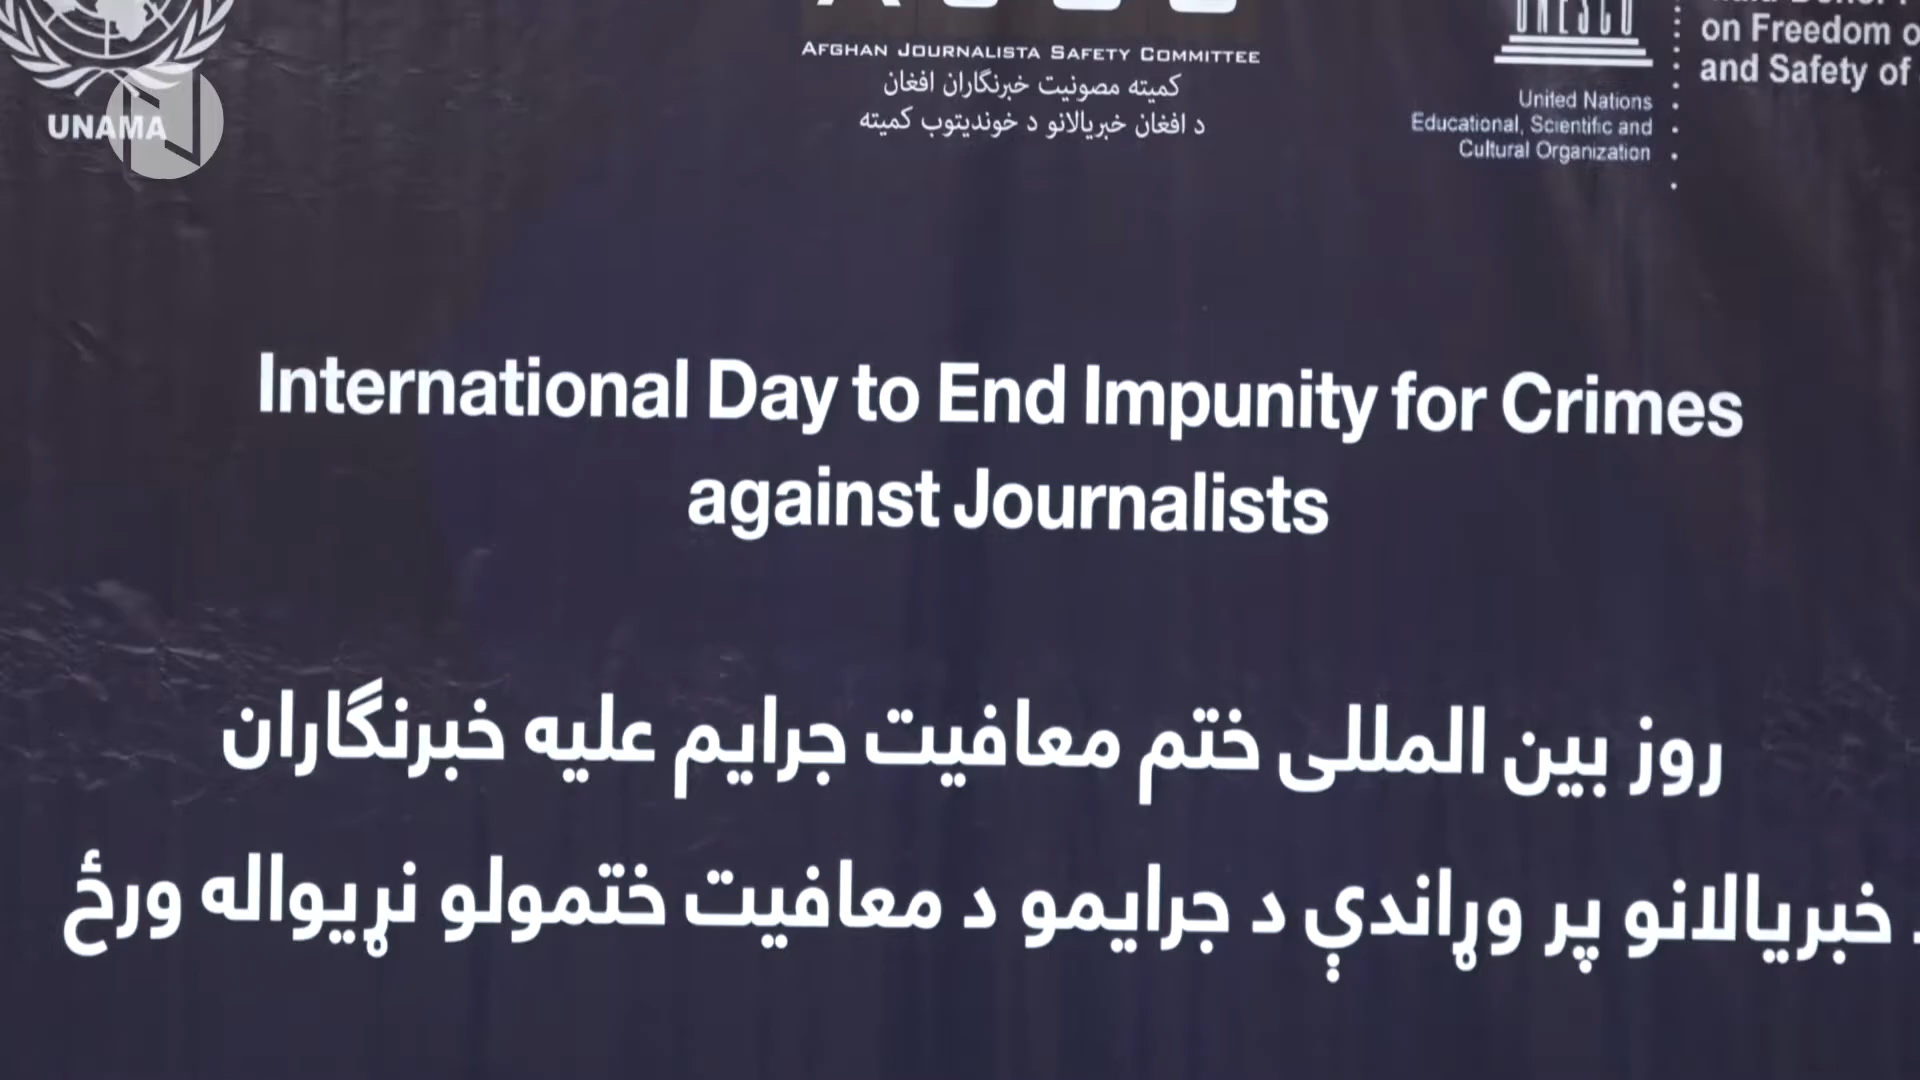 UNAMA
AFGHAN JOURNALISTA SAFETY COMMITTEE
کمیته مصونیت خبرنگاران افغان
د افغان خبریالانو د خوندیتوب کمیته
UNESCO
United Nations
Educational, Scientific and
Cultural Organization
on Freedom
and Safety of
International Day to End Impunity for Crimes
against Journalists
روز بین المللی ختم معافیت جرایم علیه خبرنگاران
خبریالانو پر وړاندې د جرایمو د معافیت ختمولو نړیواله ورځ